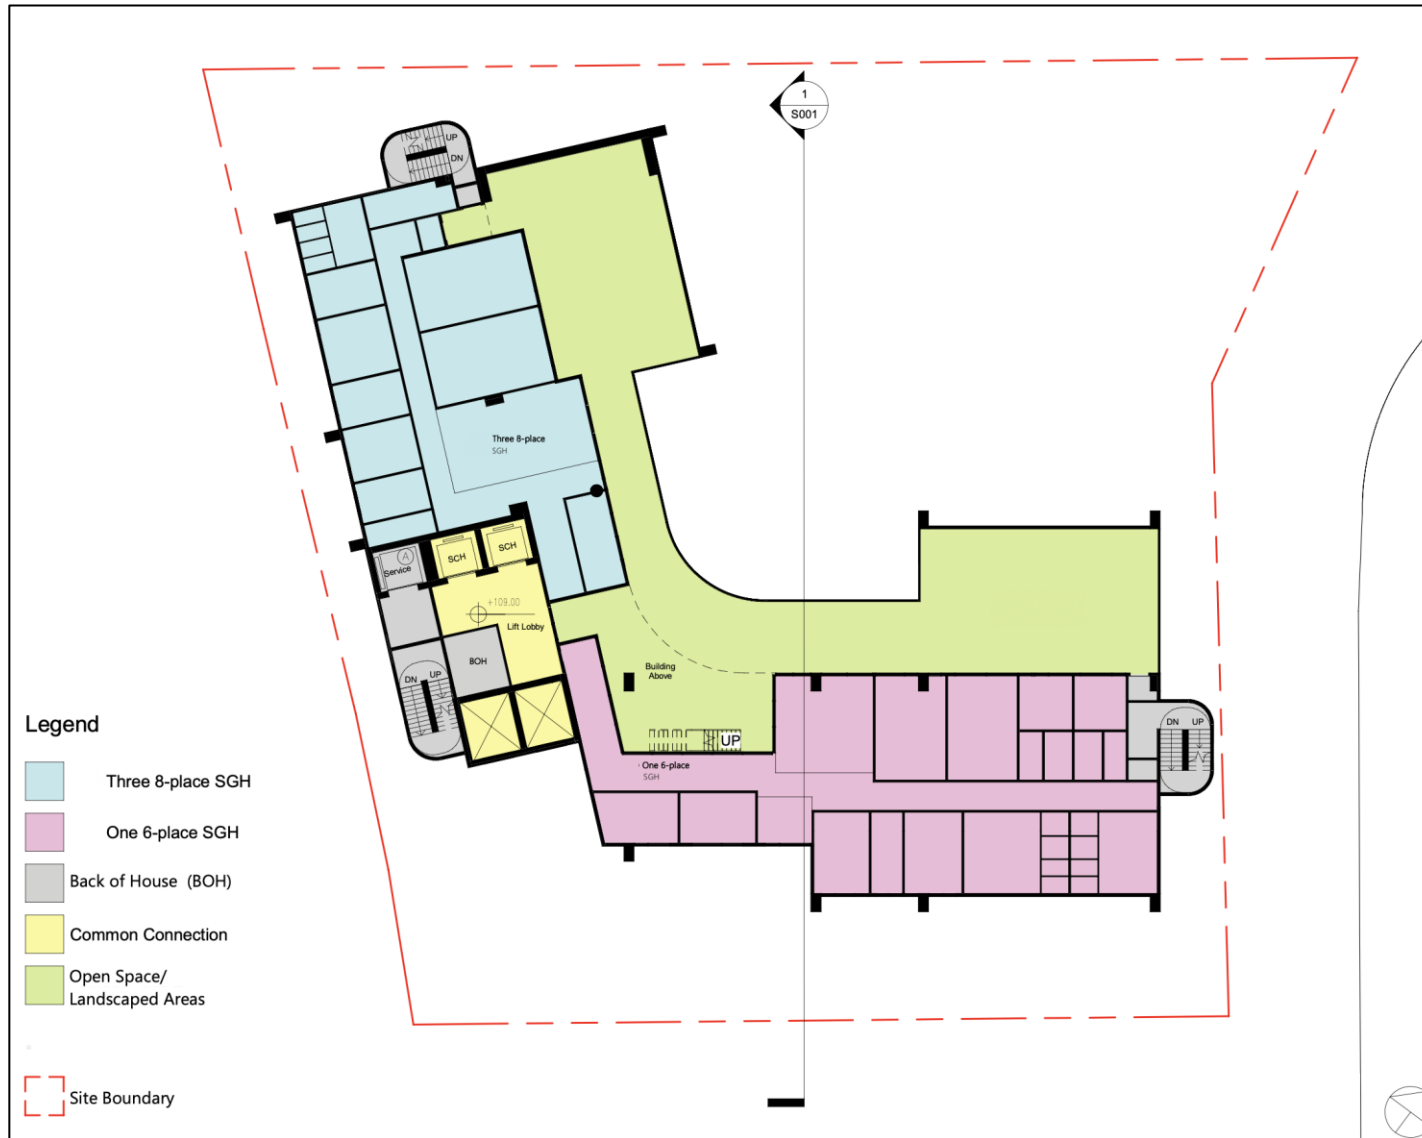 1
S001
UP
DN
Three 8-place
SGH
SCH
SCH
A
Service
+109.00
Lift Lobby
BOH
DN UP
Building
Above
UP
One 6-place
SGH
DN UP
Legend
Three 8-place SGH
One 6-place SGH
Back of House (BOH)
Common Connection
Open Space/
Landscaped Areas
Site Boundary